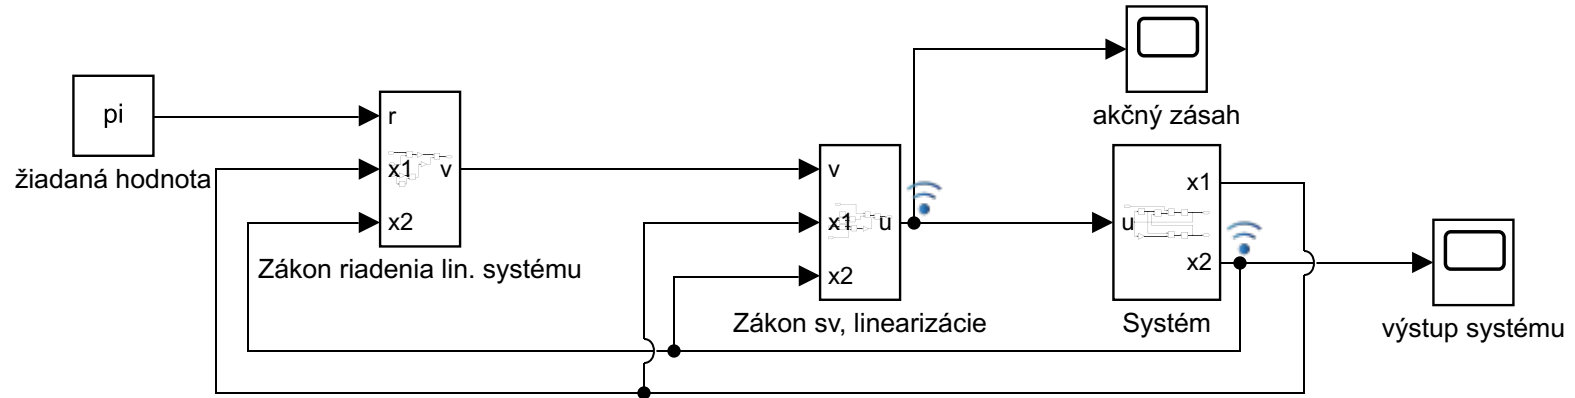 pi
žiadaná hodnota
r
x1
x2
v
Zákon riadenia lin. systému
v
x1
x2
u
Zákon sv, linearizácie
akčný zásah
u
x1
x2
Systém
výstup systému